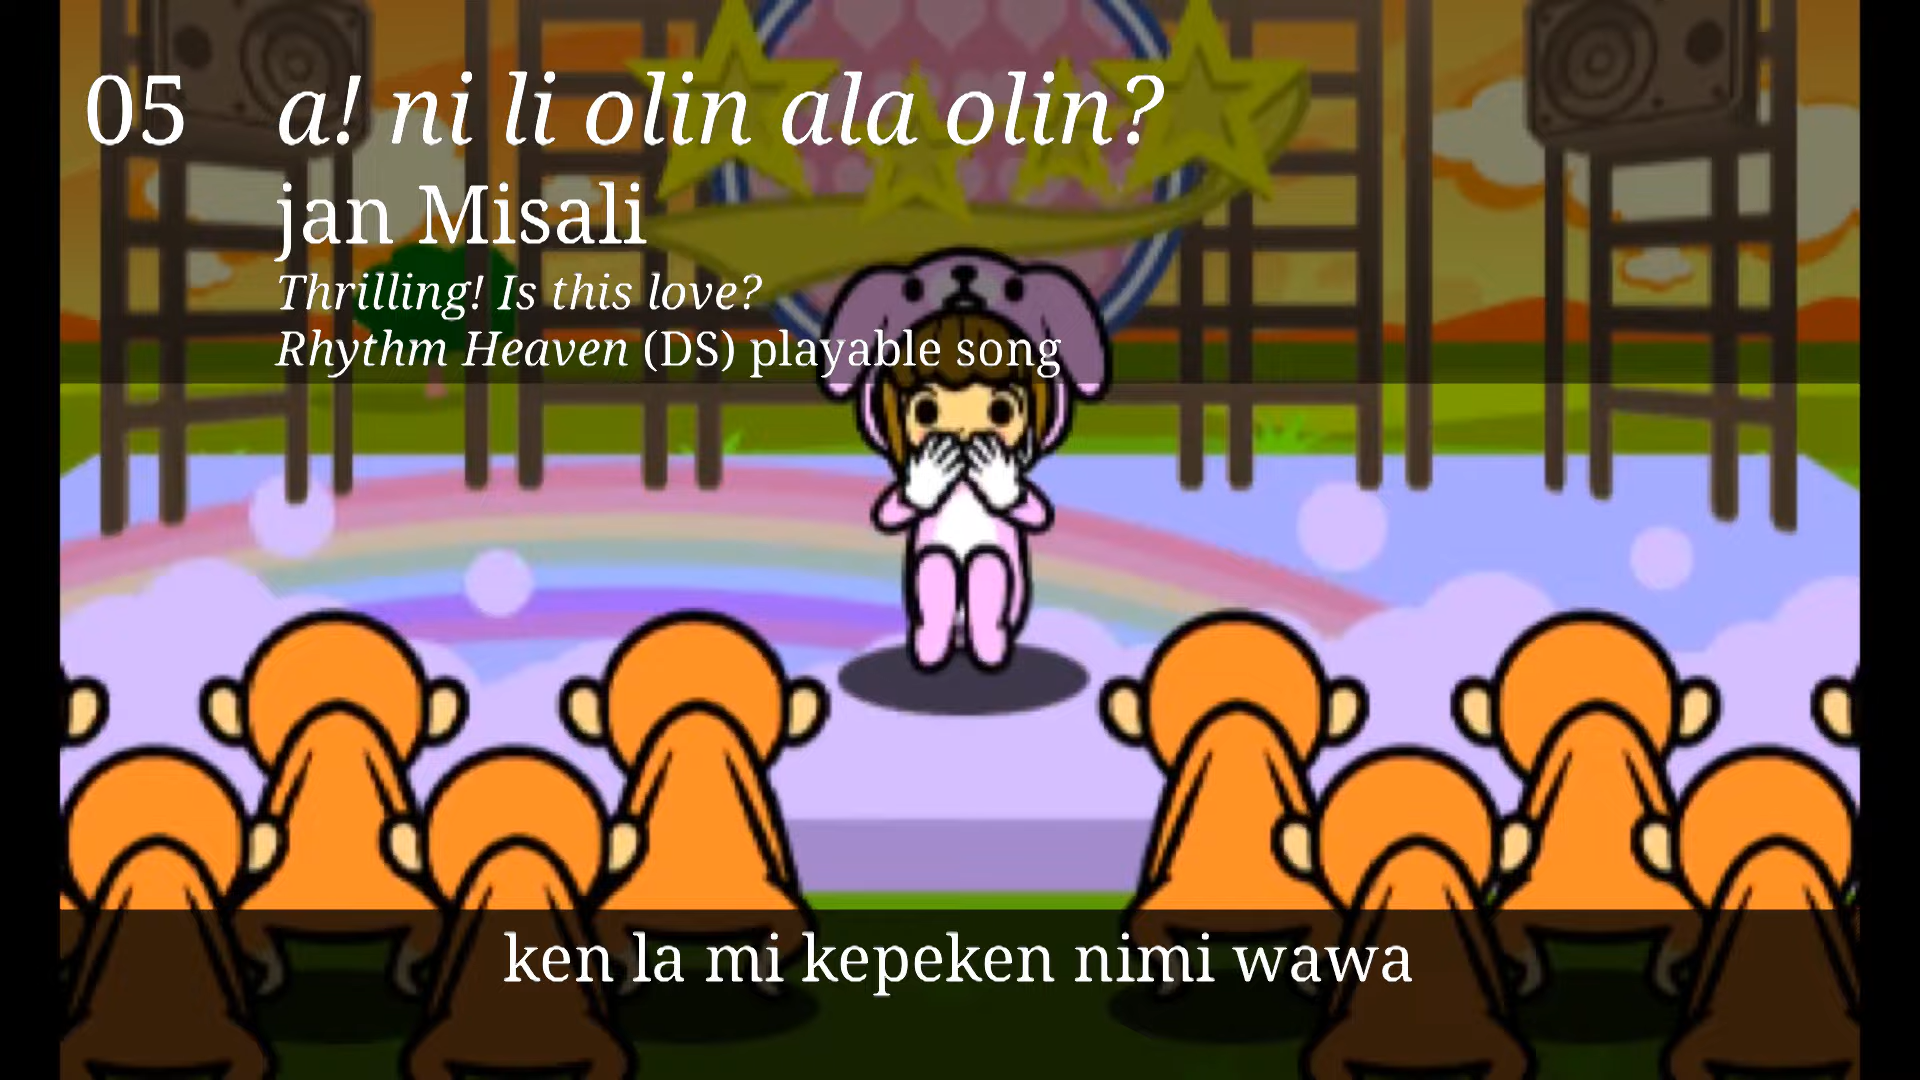 05 a! ni li olin ala olin?
jan Misali
Thrilling! Is this love?
Rhythm Heaven (DS) playable song
ken la mi kepeken nimi wawa